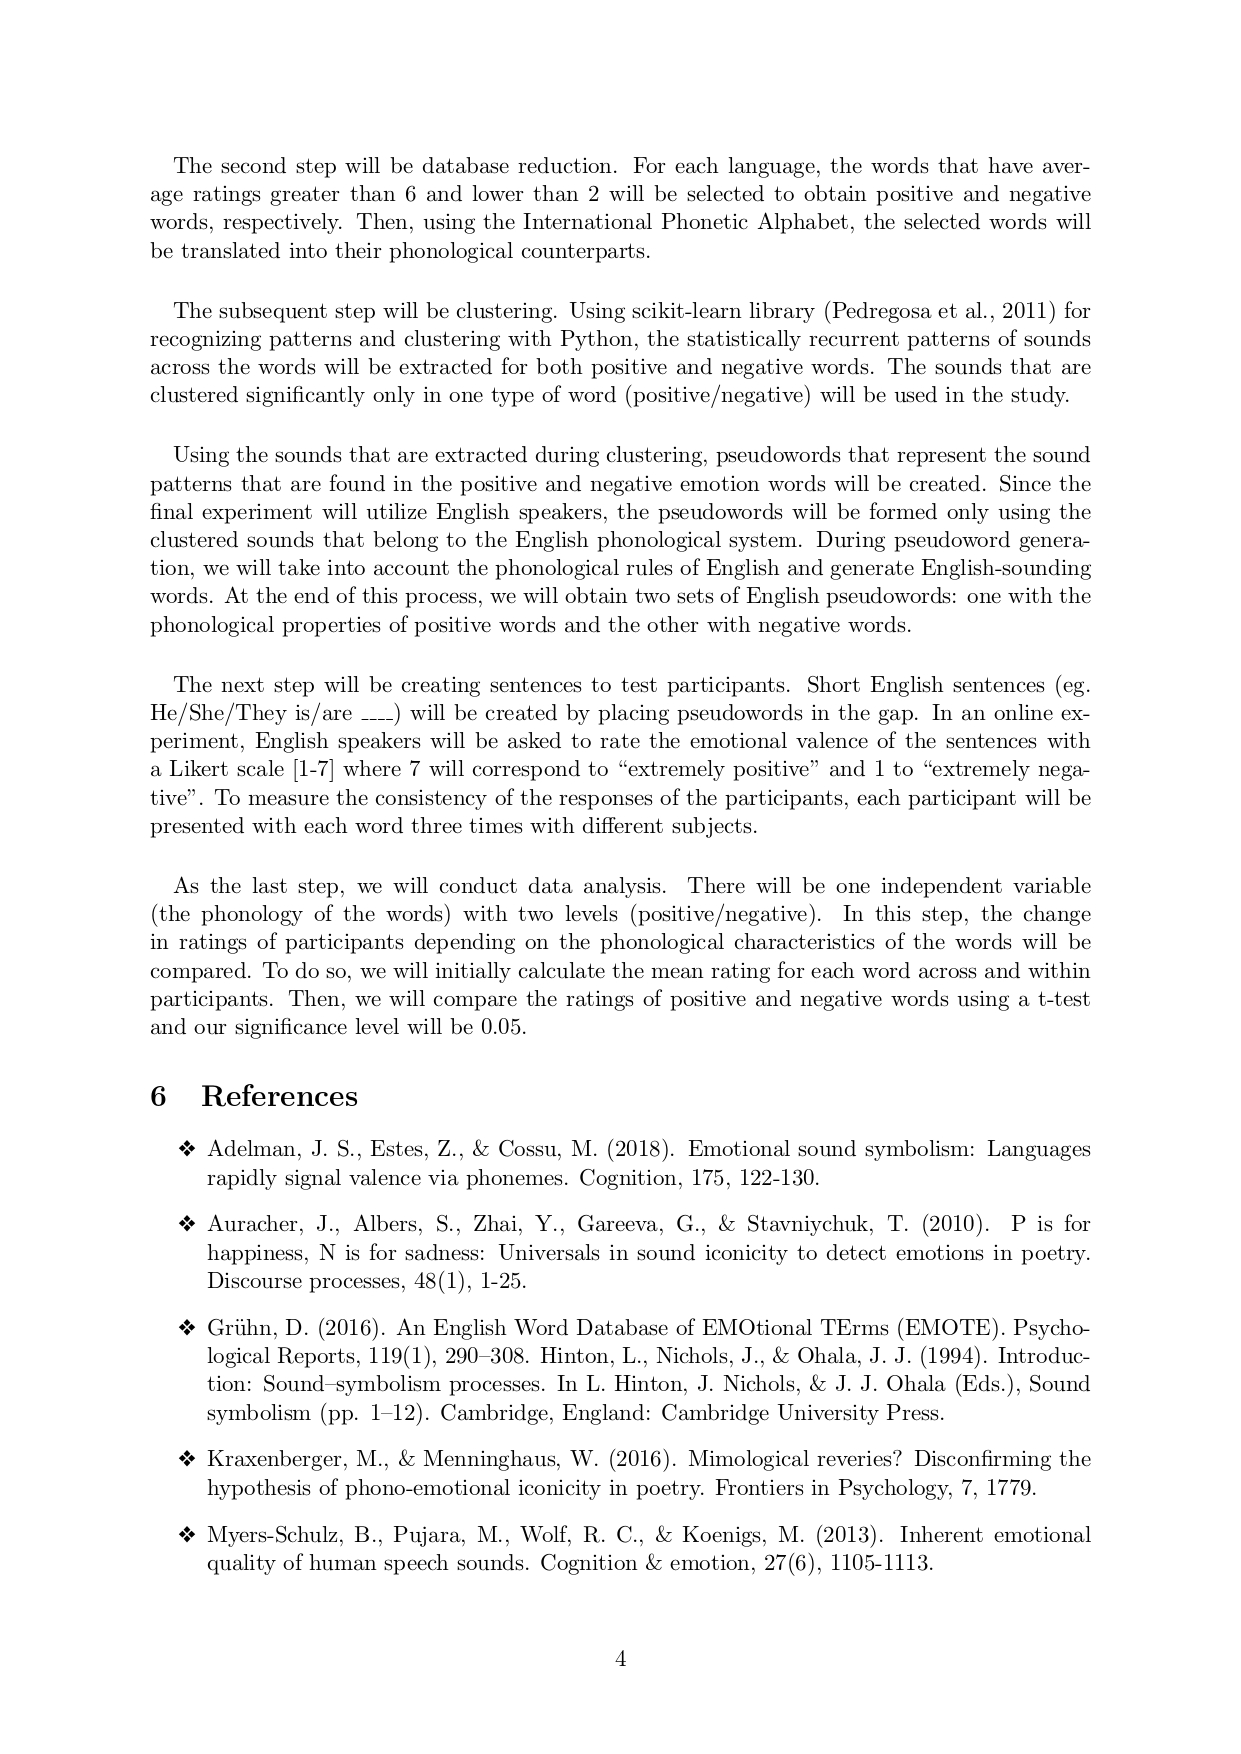 The second step will be database reduction. For each language, the words that have aver-
age ratings greater than 6 and lower than 2 will be selected to obtain positive and negative
words, respectively. Then, using the International Phonetic Alphabet, the selected words will
be translated into their phonological counterparts.
The subsequent step will be clustering. Using scikit-learn library (Pedregosa et al., 2011) for
recognizing patterns and clustering with Python, the statistically recurrent patterns of sounds
across the words will be extracted for both positive and negative words. The sounds that are
clustered significantly only in one type of word (positive/negative) will be used in the study.
Using the sounds that are extracted during clustering, pseudowords that represent the sound
patterns that are found in the positive and negative emotion words will be created. Since the
final experiment will utilize English speakers, the pseudowords will be formed only using the
clustered sounds that belong to the English phonological system. During pseudoword genera-
tion, we will take into account the phonological rules of English and generate English-sounding
words. At the end of this process, we will obtain two sets of English pseudowords: one with the
phonological properties of positive words and the other with negative words.
The next step will be creating sentences to test participants. Short English sentences (eg.
He/She/They is/are ____) will be created by placing pseudowords in the gap. In an online ex-
periment, English speakers will be asked to rate the emotional valence of the sentences with
a Likert scale [1-7] where 7 will correspond to “extremely positive” and 1 to “extremely nega-
tive”. To measure the consistency of the responses of the participants, each participant will be
presented with each word three times with different subjects.
As the last step, we will conduct data analysis. There will be one independent variable
(the phonology of the words) with two levels (positive/negative). In this step, the change
in ratings of participants depending on the phonological characteristics of the words will be
compared. To do so, we will initially calculate the mean rating for each word across and within
participants. Then, we will compare the ratings of positive and negative words using a t-test
and our significance level will be 0.05.
6 References
❖ Adelman, J. S., Estes, Z., & Cossu, M. (2018). Emotional sound symbolism: Languages
rapidly signal valence via phonemes. Cognition, 175, 122-130.
❖ Auracher, J., Albers, S., Zhai, Y., Gareeva, G., & Stavniychuk, T. (2010). P is for
happiness, N is for sadness: Universals in sound iconicity to detect emotions in poetry.
Discourse processes, 48(1), 1-25.
❖ Grühn, D. (2016). An English Word Database of EMOtional TErms (EMOTE). Psycho-
logical Reports, 119(1), 290–308. Hinton, L., Nichols, J., & Ohala, J. J. (1994). Introduc-
tion: Sound–symbolism processes. In L. Hinton, J. Nichols, & J. J. Ohala (Eds.), Sound
symbolism (pp. 1–12). Cambridge, England: Cambridge University Press.
❖ Kraxenberger, M., & Menninghaus, W. (2016). Mimological reveries? Disconfirming the
hypothesis of phono-emotional iconicity in poetry. Frontiers in Psychology, 7, 1779.
❖ Myers-Schulz, B., Pujara, M., Wolf, R. C., & Koenigs, M. (2013). Inherent emotional
quality of human speech sounds. Cognition & emotion, 27(6), 1105-1113.
4